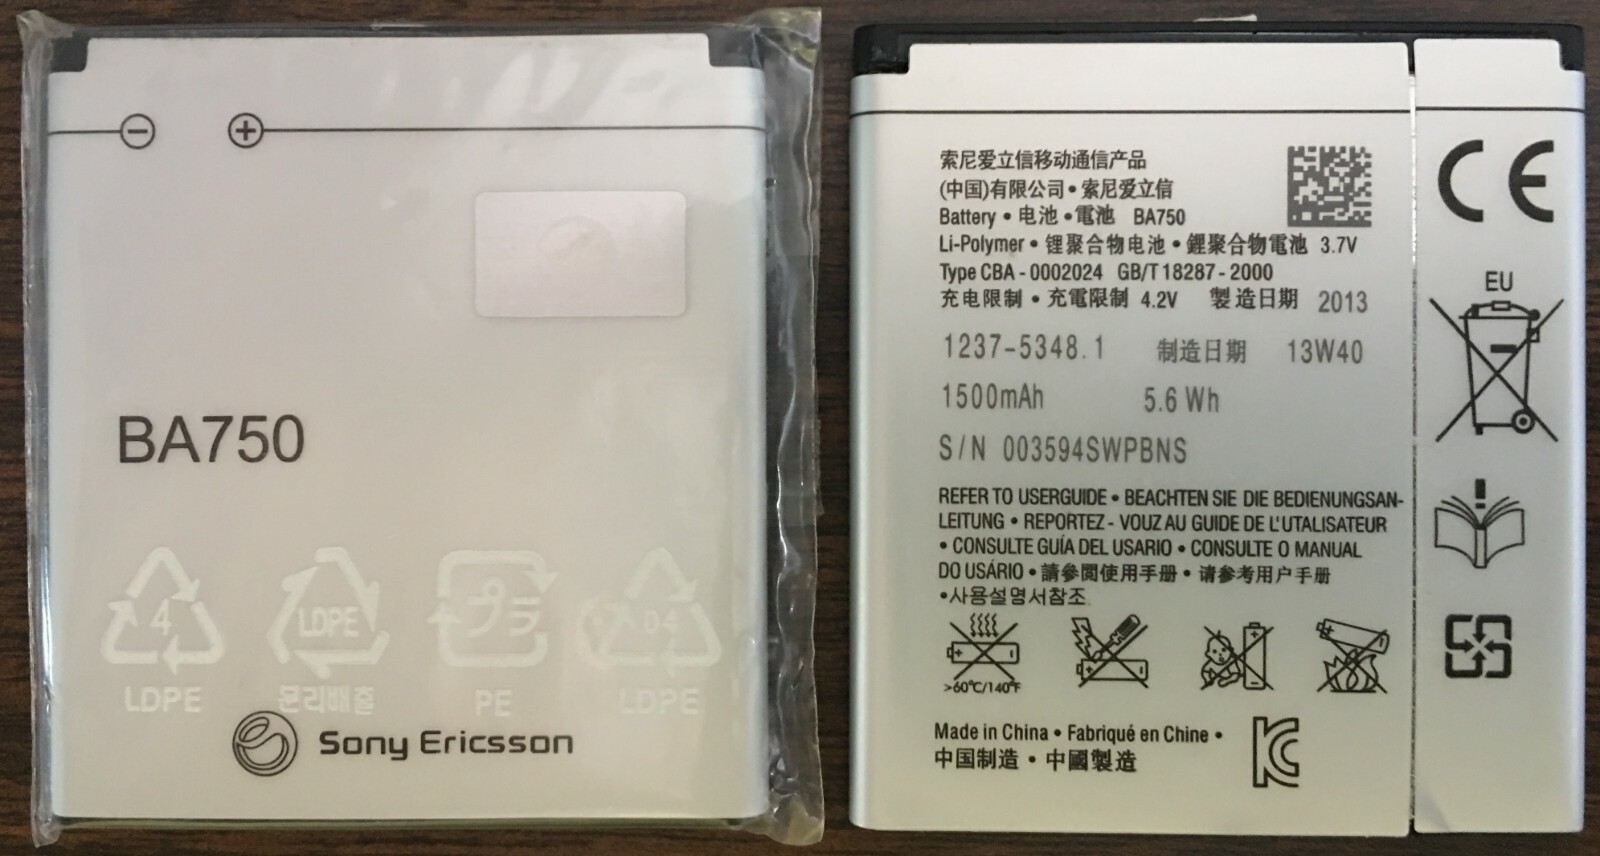 BA750
4
LDPE
LDPE
분리배출
プラ
PE
04
LDPE
Sony Ericsson
索尼爱立信移动通信产品
(中国)有限公司•索尼爱立信
Battery • 电池 •電池 BA750
Li-Polymer • 锂聚合物电池 • 鋰聚合物電池 3.7V
Type CBA - 0002024 GB/T 18287 - 2000
充电限制 • 充電限制 4.2V 製造日期 2013
1237-5348.1 制造日期 13W40
1500mAh 5.6 Wh
S/N 003594SWPBNS
REFER TO USERGUIDE • BEACHTEN SIE DIE BEDIENUNGSAN-
LEITUNG • REPORTEZ - VOUZ AU GUIDE DE L'UTALISATEUR
• CONSULTE GUÍA DEL USARIO • CONSULTE O MANUAL
DO USÁRIO • 請參閲使用手册 • 请参考用户手册
•사용설명서참조
>60°C/140°F
Made in China • Fabriqué en Chine •
中国制造 • 中國製造
CE
EU